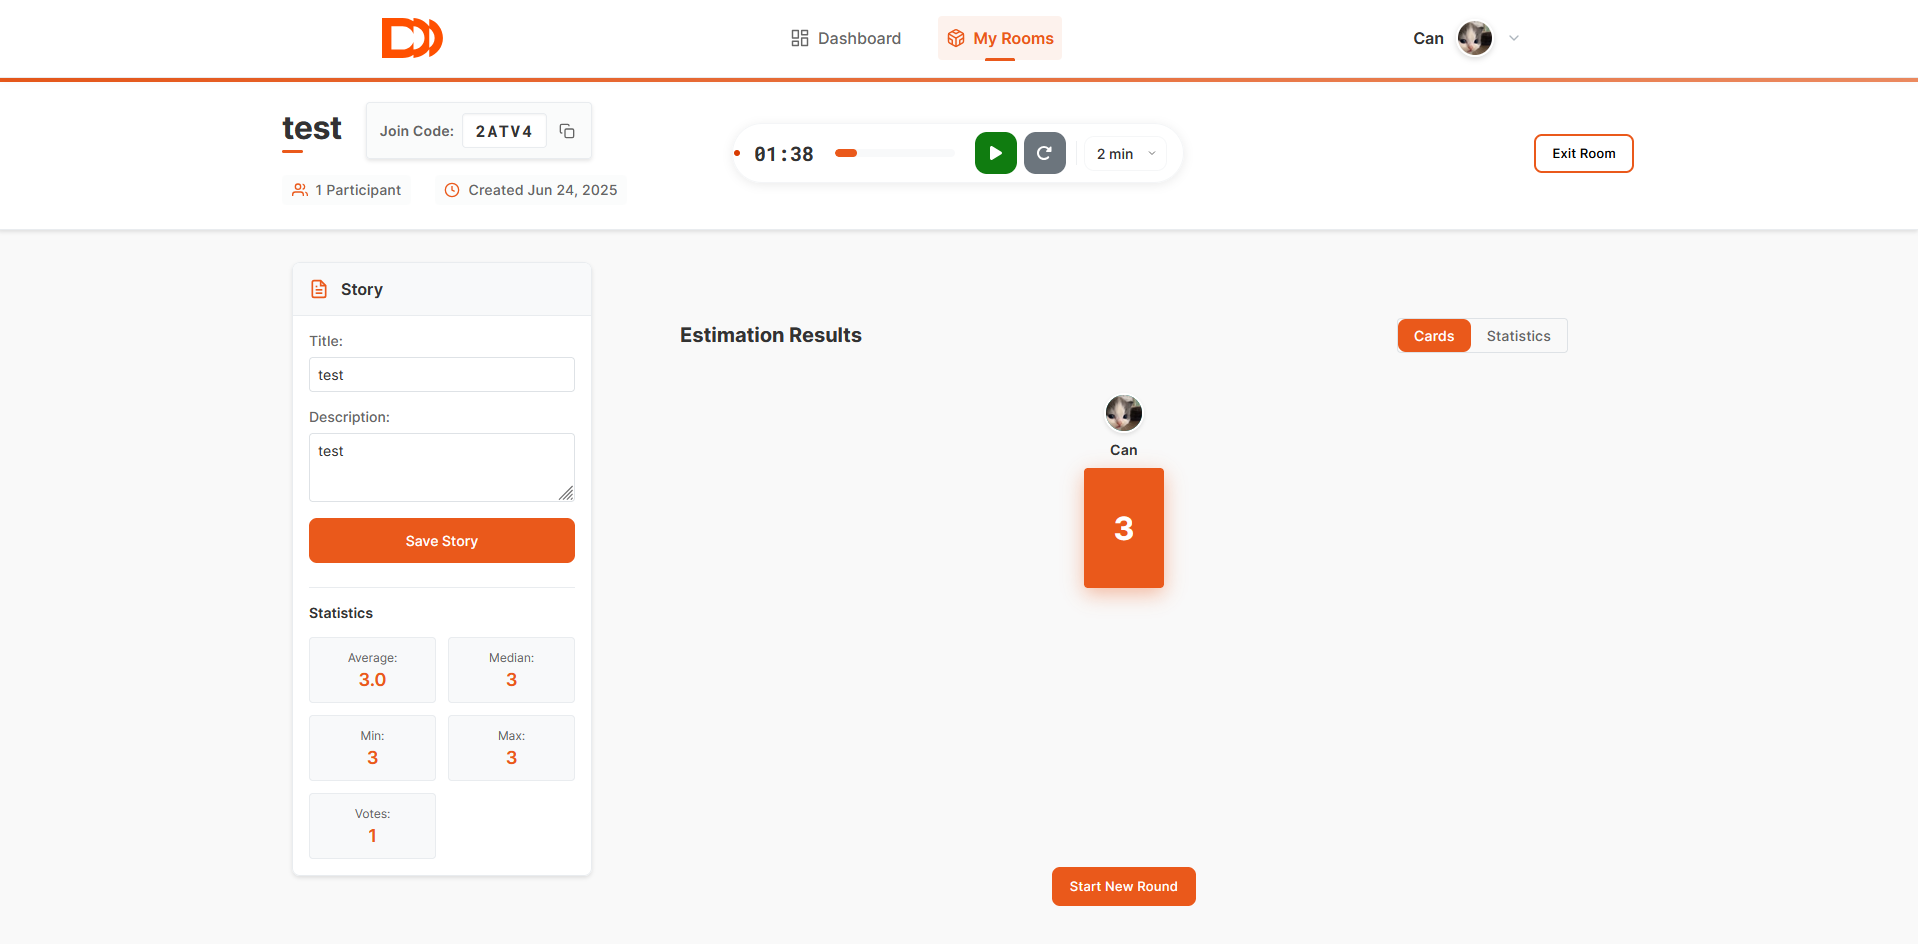 Dashboard
My Rooms
Can
test
Join Code: 2ATV4
1 Participant
Created Jun 24, 2025
01:38
2 min
Exit Room
Story
Title:
test
Description:
test
Save Story
Statistics
Average:
3.0
Median:
3
Min:
3
Max:
3
Votes:
1
Estimation Results
Cards
Statistics
Can
3
Start New Round